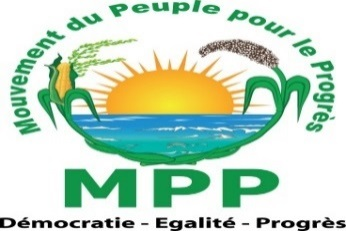 Mouvement du Peuple pour le Progrès
MPP
Démocratie - Egalité - Progrès